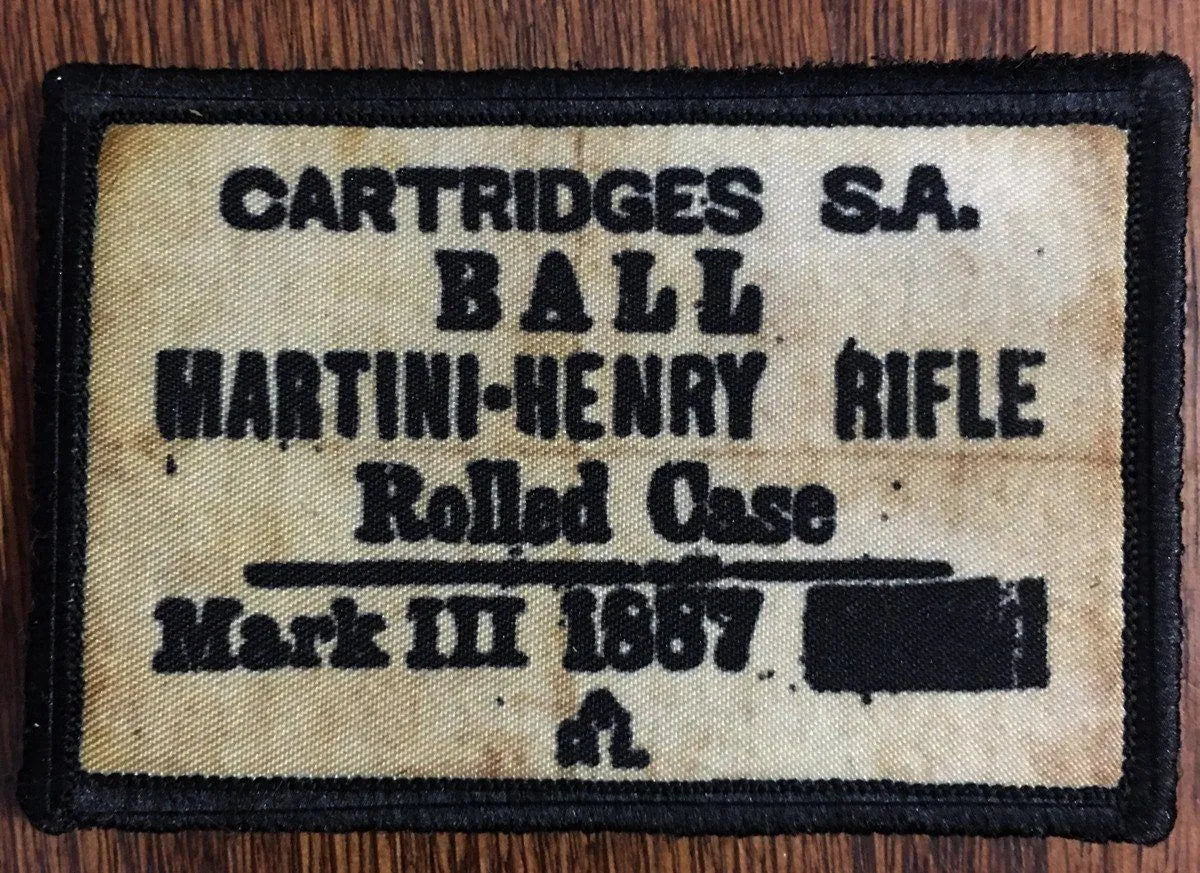 CARTRIDGES S.A.
BALL
MARTINI-HENRY RIFLE
Rolled Case
Mark III 1887